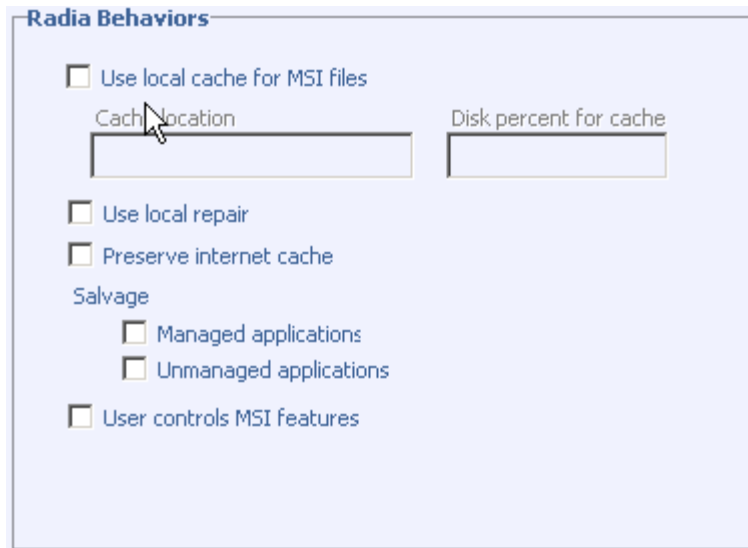 Radia Behaviors
Use local cache for MSI files
Cache location Disk percent for cache
Use local repair
Preserve internet cache
Salvage
Managed applications
Unmanaged applications
User controls MSI features